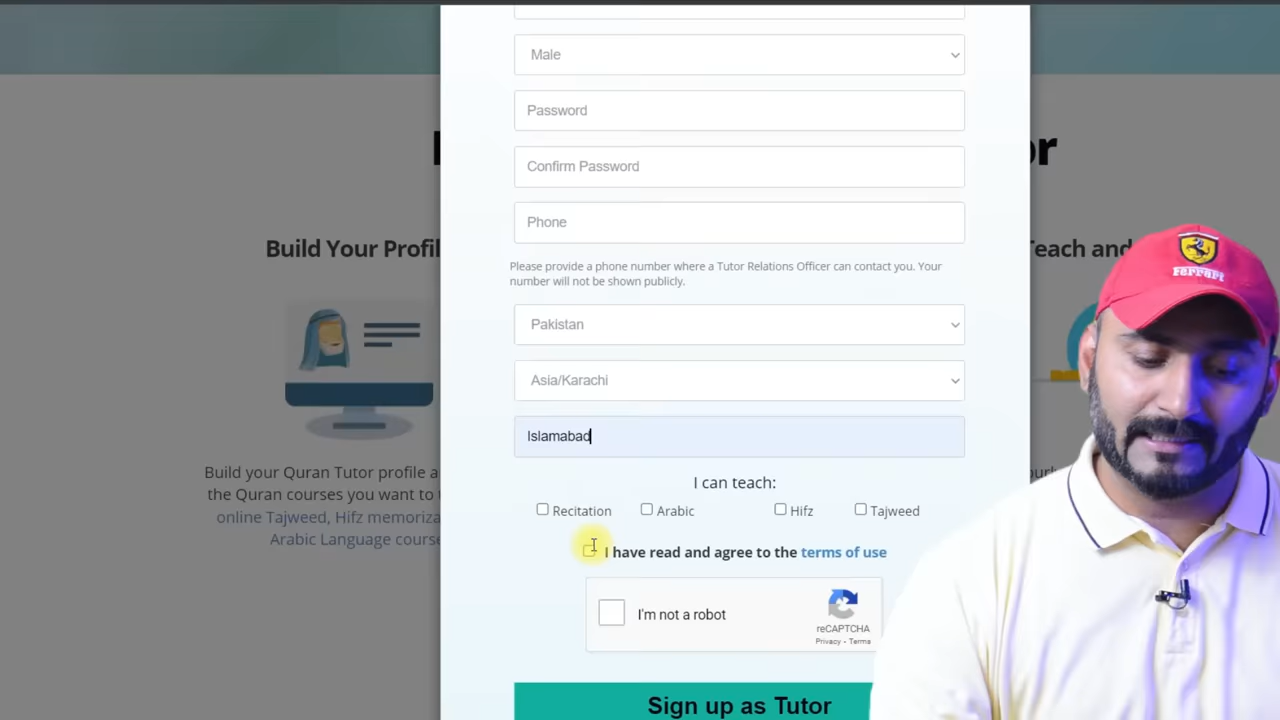 Male
Password
Confirm Password
Phone
Please provide a phone number where a Tutor Relations Officer can contact you. Your
number will not be shown publicly.
Pakistan
Asia/Karachi
Islamabad
I can teach:
Recitation
Arabic
Hifz
Tajweed
I have read and agree to the terms of use
I'm not a robot
reCAPTCHA
Privacy - Terms
Sign up as Tutor
Build Your Profil
Build your Quran Tutor profile a
the Quran courses you want to
online Tajweed, Hifz memoriza
Arabic Language course
or
Teach and
Ferrari